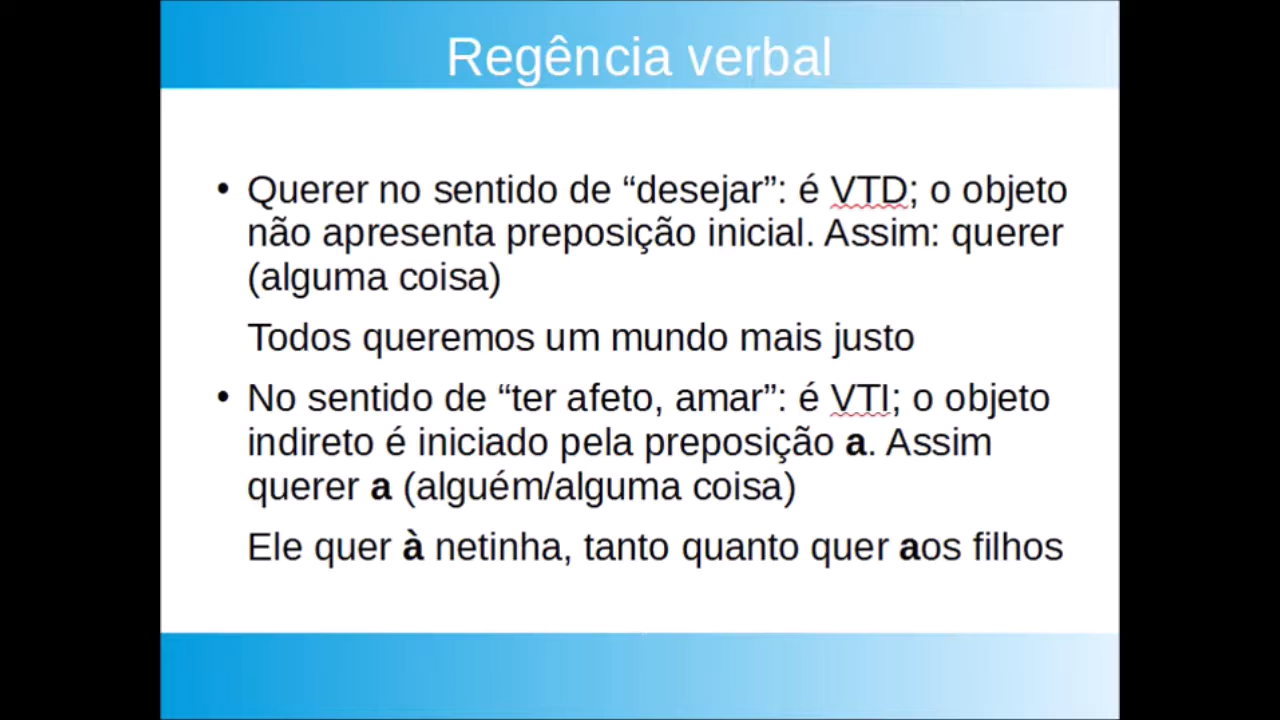 Regência verbal
• Querer no sentido de “desejar”: é VTD; o objeto
não apresenta preposição inicial. Assim: querer
(alguma coisa)
Todos queremos um mundo mais justo
• No sentido de “ter afeto, amar”: é VTI; o objeto
indireto é iniciado pela preposição a. Assim
querer a (alguém/alguma coisa)
Ele quer à netinha, tanto quanto quer aos filhos